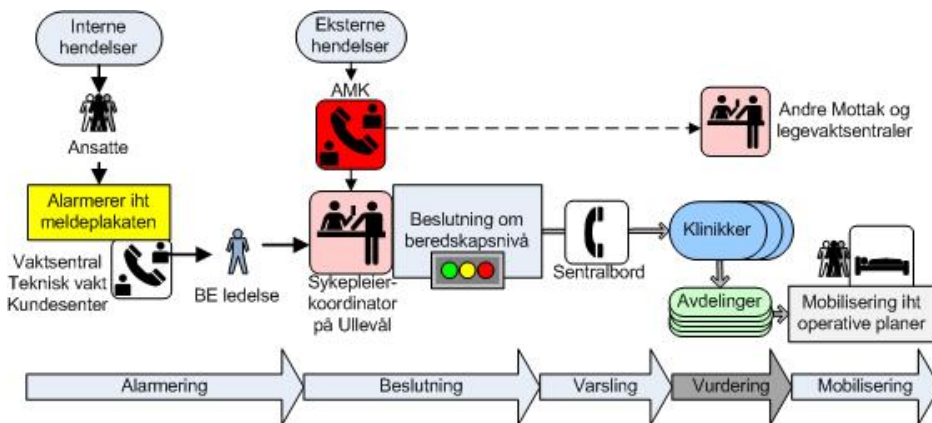 Interne
hendelser
Ansatte
Alarmerer iht
meldeplakaten
Vaktsentral
Teknisk vakt
Kundesenter
BE ledelse
Eksterne
hendelser
AMK
Sykepleier-
koordinator
på Ullevål
Beslutning om
beredskapsnivå
Sentralbord
Andre Mottak og
legevaktsentraler
Klinikker
Avdelinger
Mobilisering iht
operative planer
Alarmering
Beslutning
Varsling
Vurdering
Mobilisering